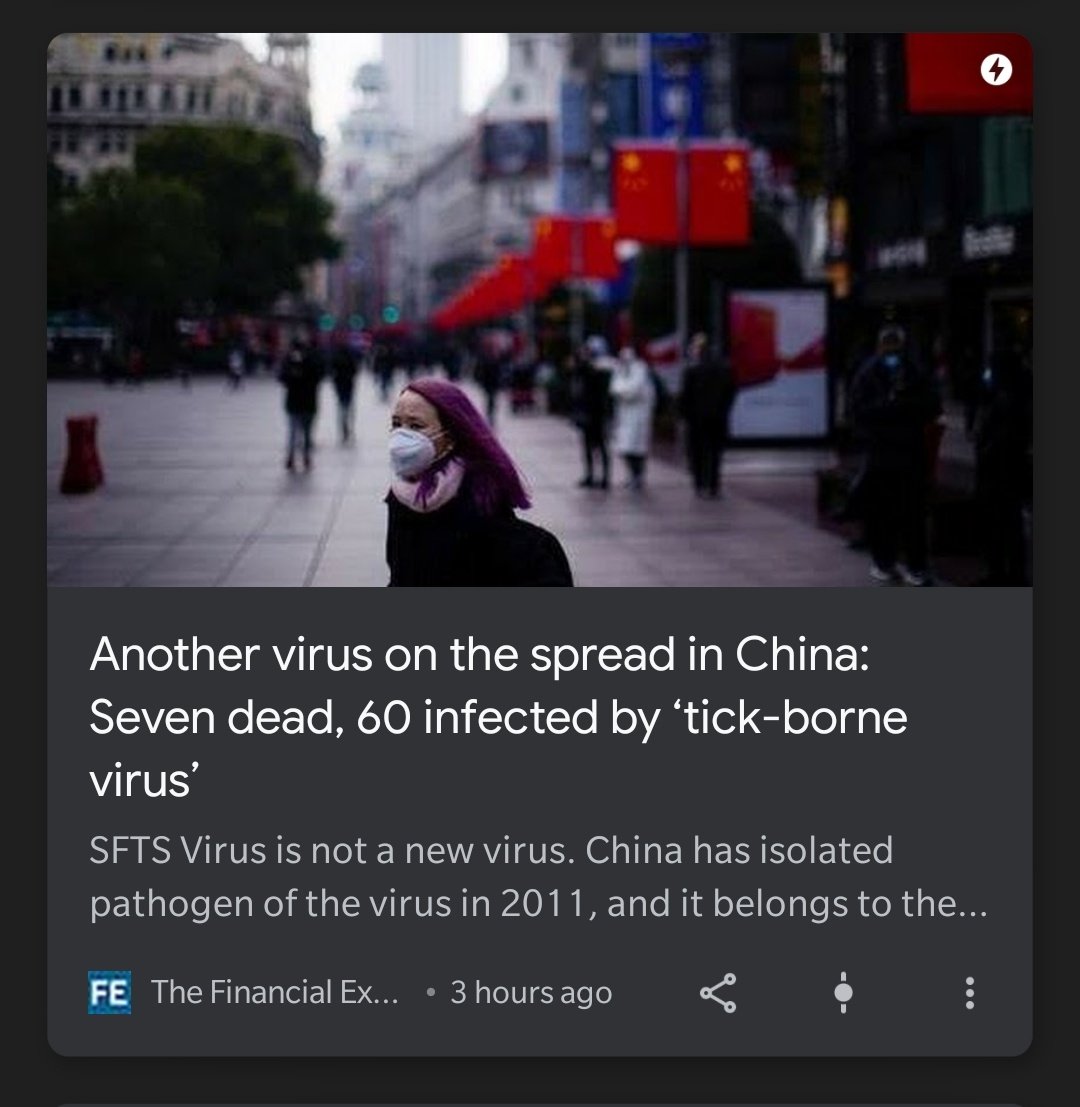 Another virus on the spread in China:
Seven dead, 60 infected by ‘tick-borne
virus’
SFTS Virus is not a new virus. China has isolated
pathogen of the virus in 2011, and it belongs to the...
FE The Financial Ex... • 3 hours ago